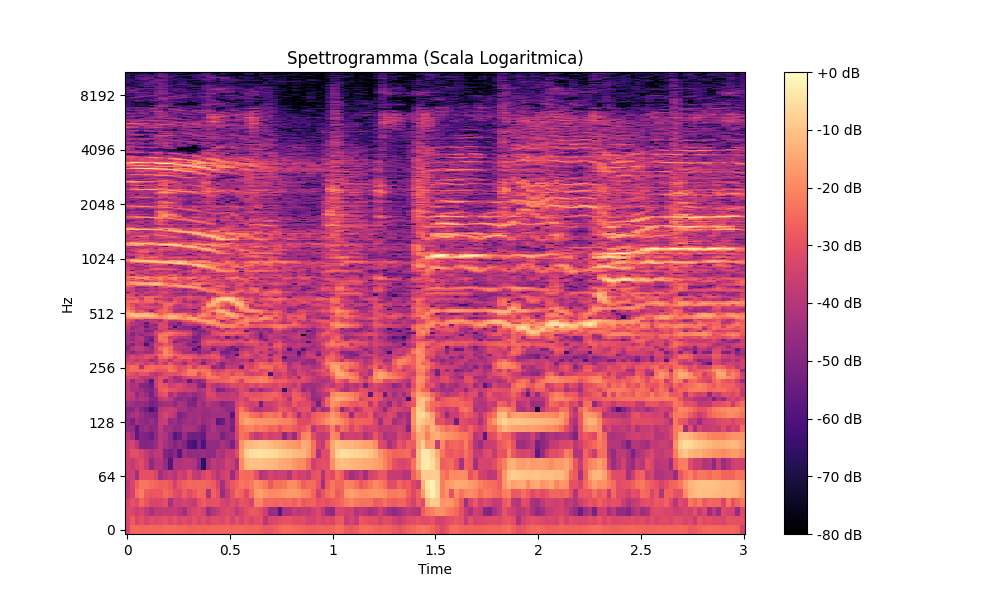 Spettrogramma (Scala Logaritmica)
Hz
8192
4096
2048
1024
512
256
128
64
0
0 0.5 1 1.5 2 2.5 3
Time
+0 dB
-10 dB
-20 dB
-30 dB
-40 dB
-50 dB
-60 dB
-70 dB
-80 dB